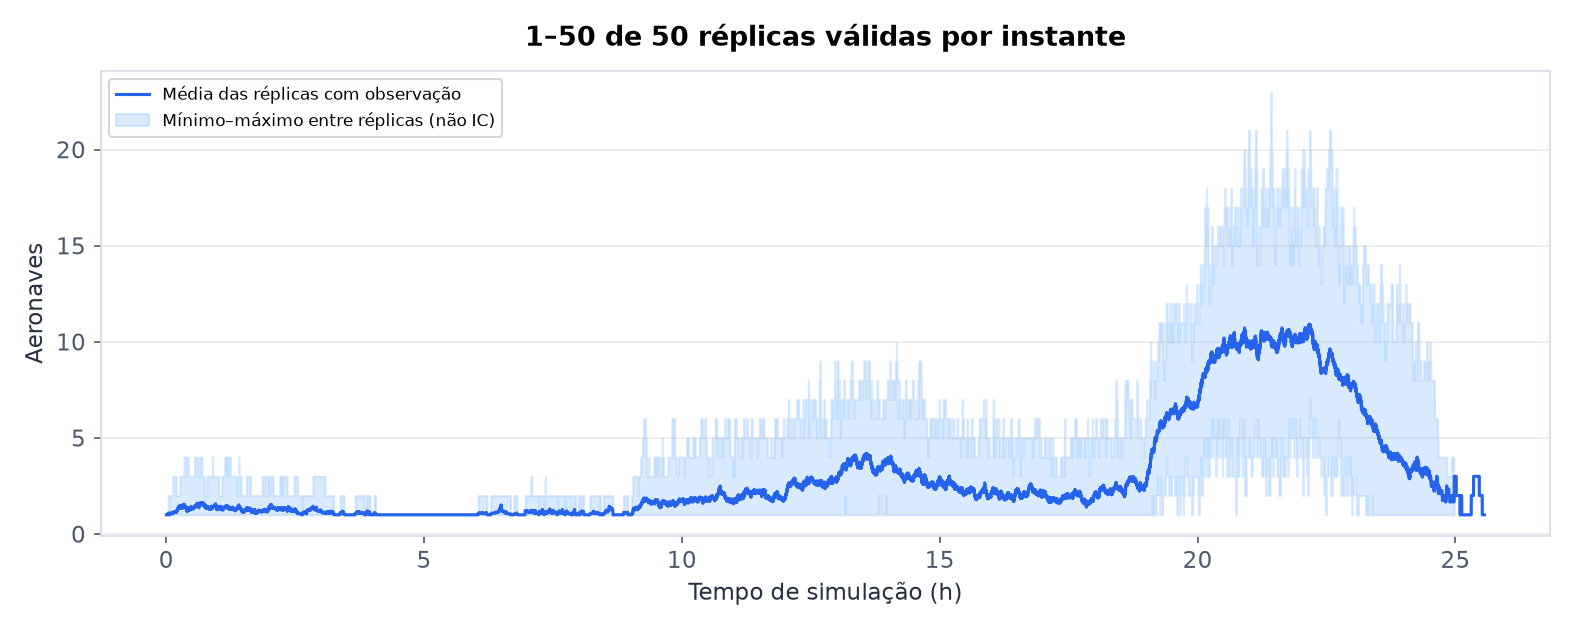 1–50 de 50 réplicas válidas por instante
Média das réplicas com observação
Mínimo–máximo entre réplicas (não IC)
Aeronaves
20
15
10
5
0
0 5 10 15 20 25
Tempo de simulação (h)